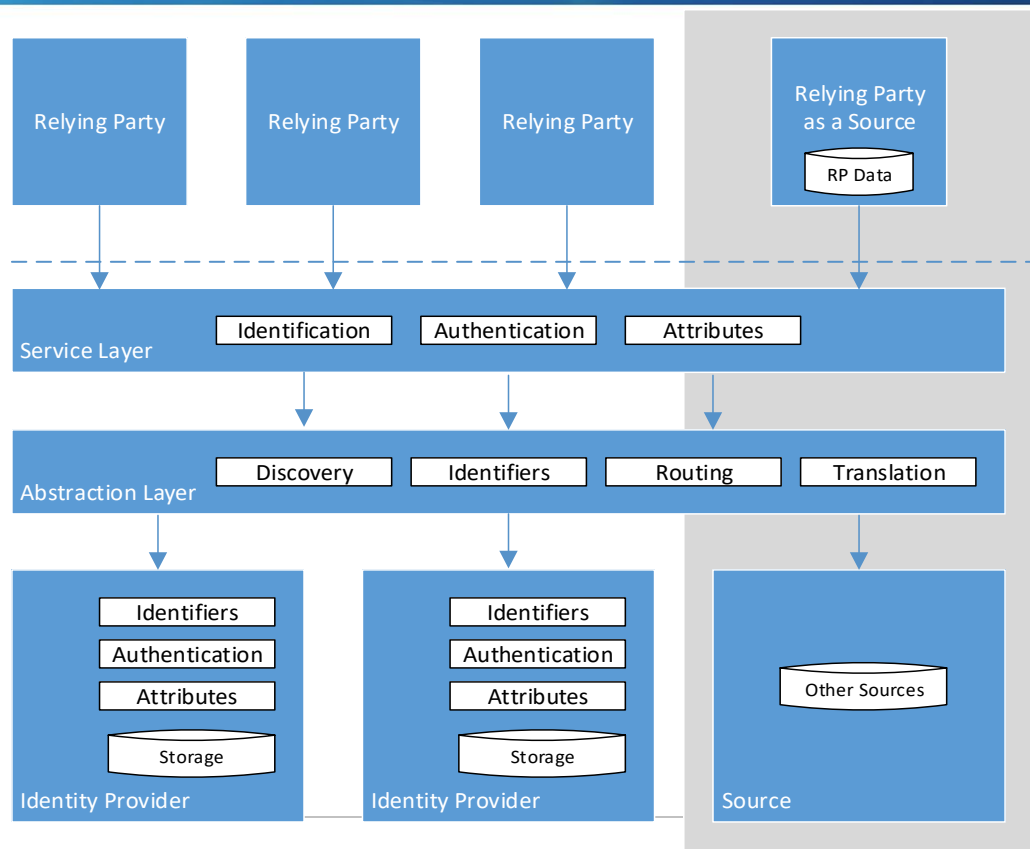 Relying Party
Relying Party
Relying Party
Relying Party
as a Source
RP Data
Identification
Authentication
Attributes
Service Layer
Discovery
Identifiers
Routing
Translation
Abstraction Layer
Identifiers
Authentication
Attributes
Storage
Identity Provider
Identifiers
Authentication
Attributes
Storage
Identity Provider
Other Sources
Source